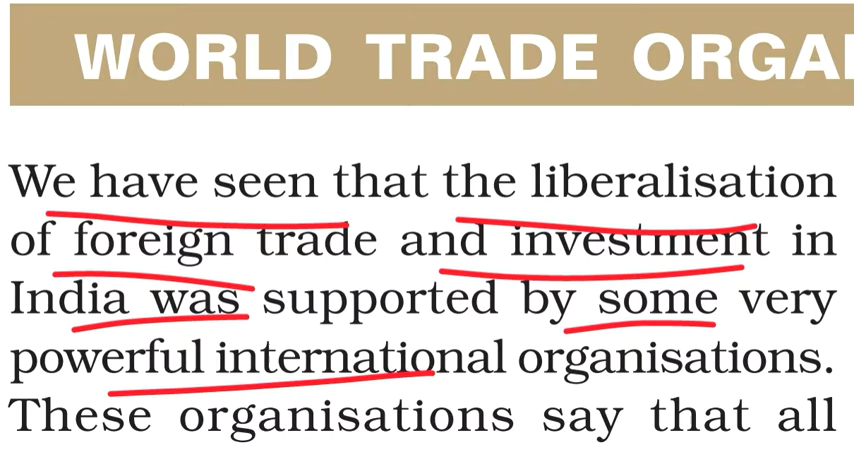 WORLD TRADE ORGA
We have seen that the liberalisation
of foreign trade and investment in
India was supported by some very
powerful international organisations.
These organisations say that all